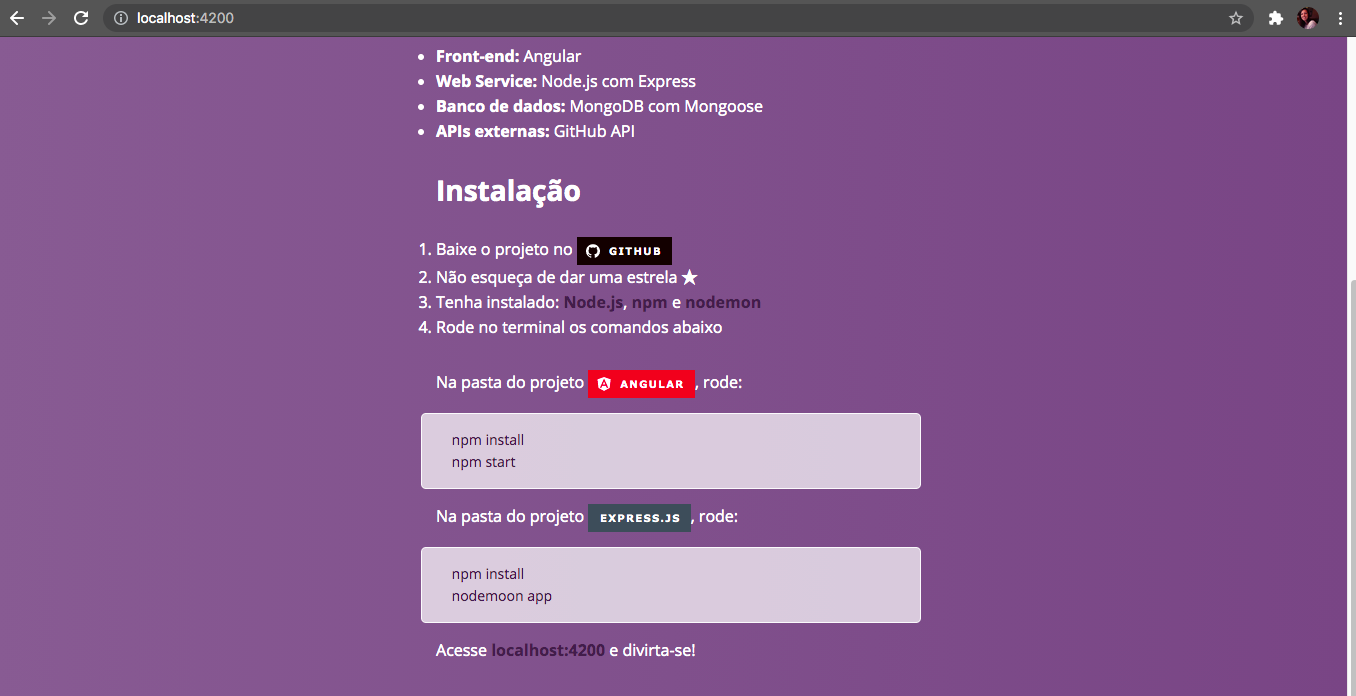 localhost:4200
Front-end: Angular
Web Service: Node.js com Express
Banco de dados: MongoDB com Mongoose
APIs externas: GitHub API
Instalação
1. Baixe o projeto no GITHUB
2. Não esqueça de dar uma estrela ★
3. Tenha instalado: Node.js, npm e nodemon
4. Rode no terminal os comandos abaixo
Na pasta do projeto ANGULAR, rode:
npm install
npm start
Na pasta do projeto EXPRESS.JS, rode:
npm install
nodemoon app
Acesse localhost:4200 e divirta-se!